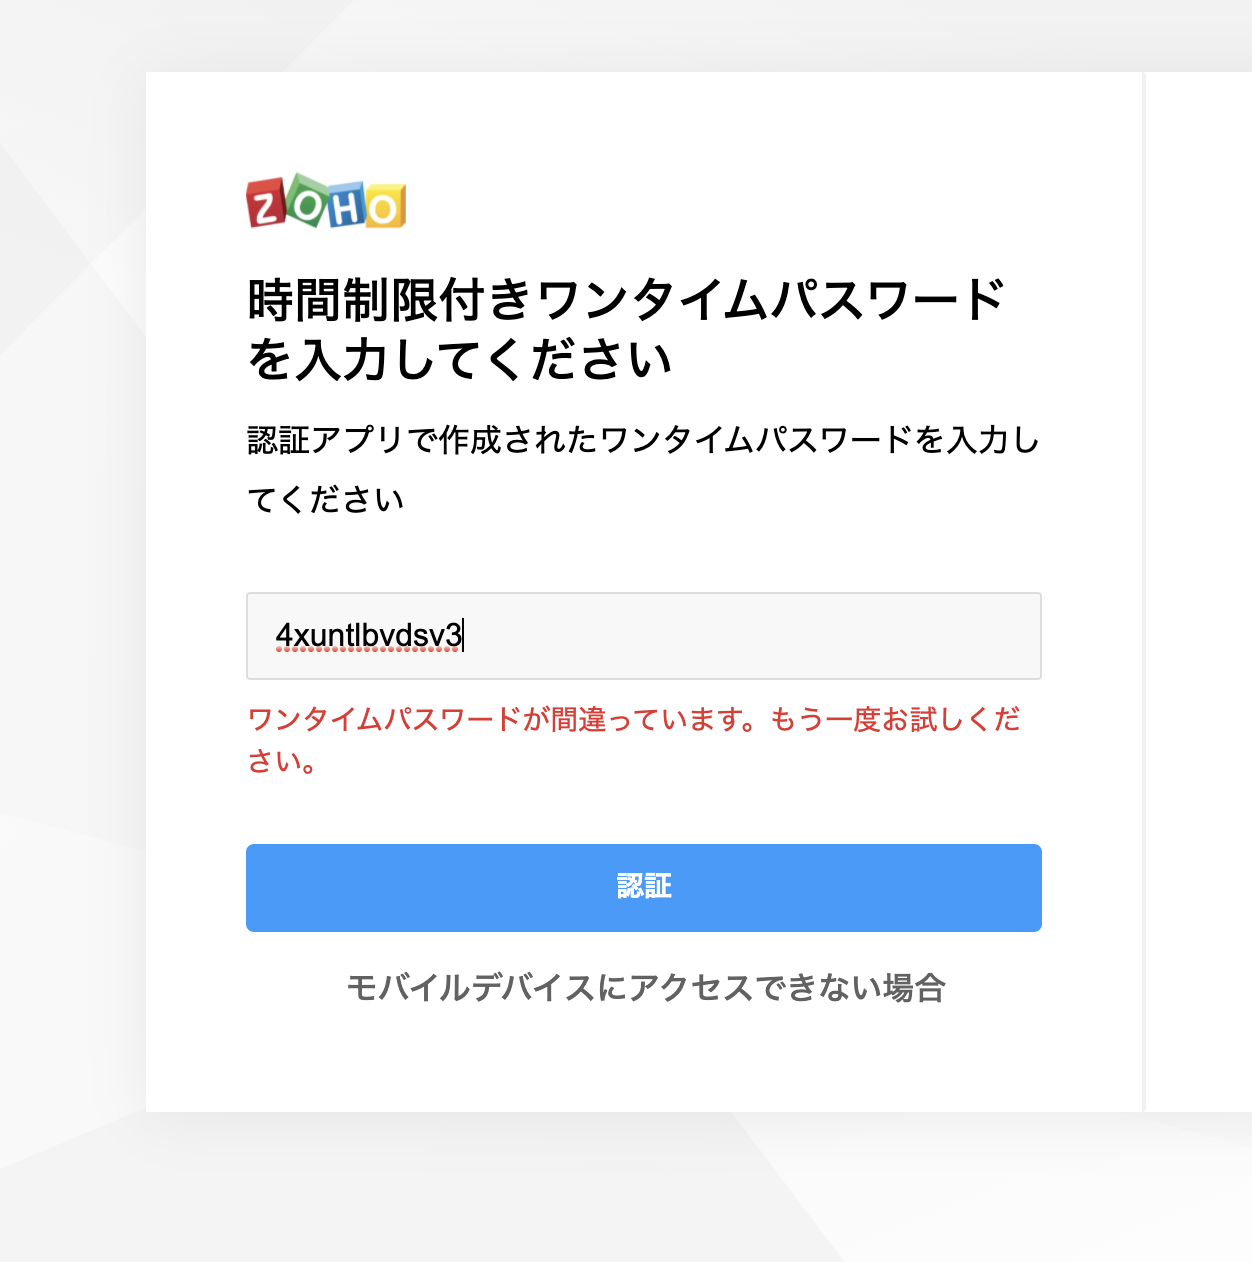 ZOHO
時間制限付きワンタイムパスワード
を入力してください
認証アプリで作成されたワンタイムパスワードを入力し
てください
4xuntlbvdsv3
ワンタイムパスワードが間違っています。もう一度お試しくだ
さい。
認証
モバイルデバイスにアクセスできない場合